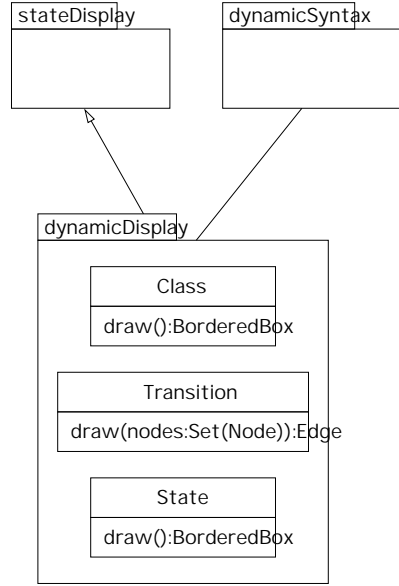 stateDisplay
dynamicSyntax
dynamicDisplay
Class
draw():BorderedBox
Transition
draw(nodes:Set(Node)):Edge
State
draw():BorderedBox